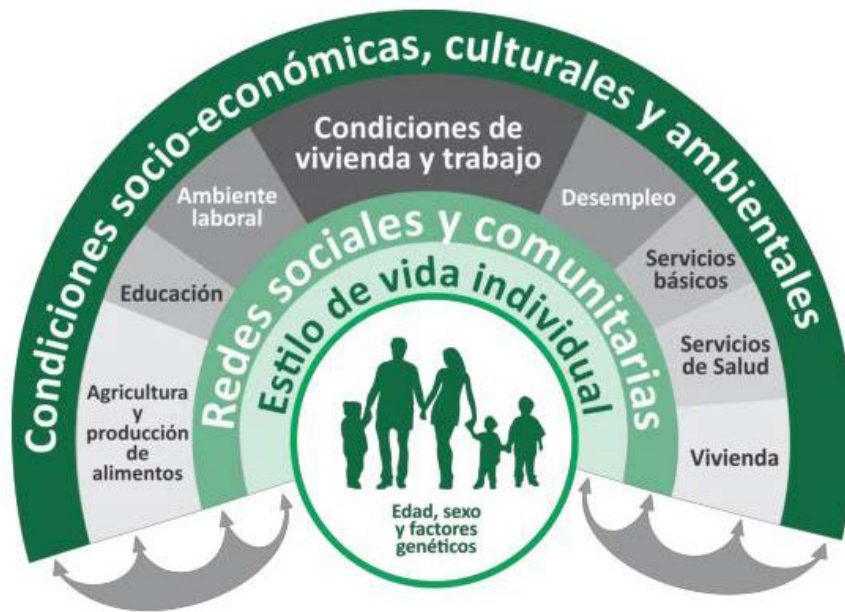 Condiciones socio-económicas, culturales y ambientales
Condiciones de
vivienda y trabajo
Ambiente
laboral
Desempleo
Educación
Servicios
básicos
Agricultura
y
producción
de
alimentos
Servicios
de Salud
Vivienda
Redes sociales y comunitarias
Estilo de vida individual
Edad, sexo
y factores
genéticos